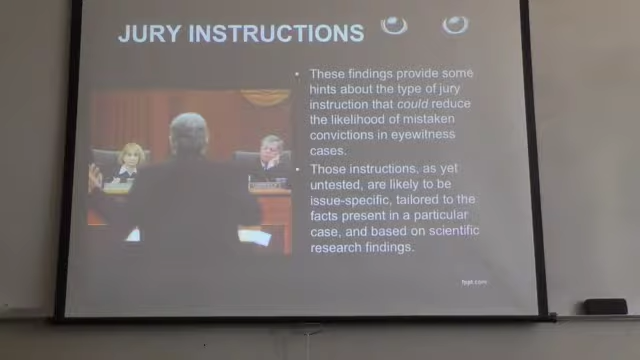 JURY INSTRUCTIONS
• These findings provide some
hints about the type of jury
instruction that could reduce
the likelihood of mistaken
convictions in eyewitness
cases.
• Those instructions, as yet
untested, are likely to be
issue-specific, tailored to the
facts present in a particular
case, and based on scientific
research findings.
fppt.com